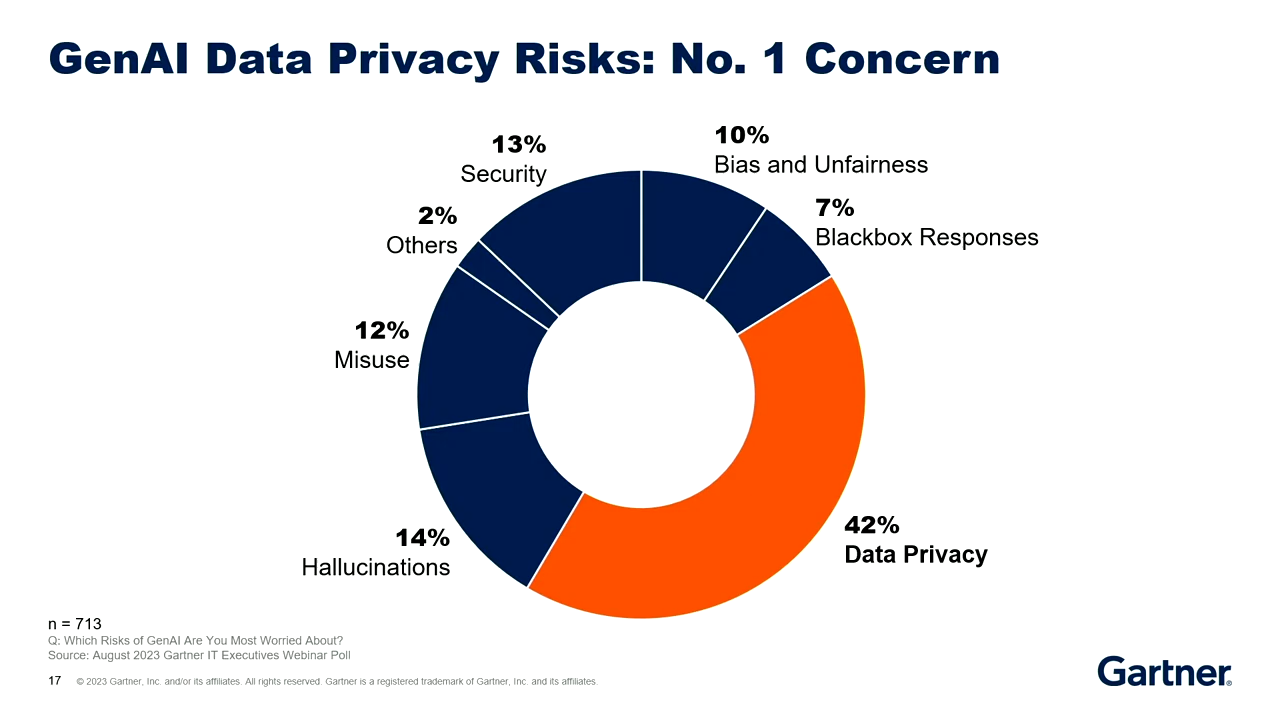 GenAI Data Privacy Risks: No. 1 Concern
13%
Security
10%
Bias and Unfairness
2%
Others
7%
Blackbox Responses
12%
Misuse
14%
Hallucinations
42%
Data Privacy
n = 713
Q: Which Risks of GenAI Are You Most Worried About?
Source: August 2023 Gartner IT Executives Webinar Poll
17 © 2023 Gartner, Inc. and/or its affiliates. All rights reserved. Gartner is a registered trademark of Gartner, Inc. and its affiliates.
Gartner®